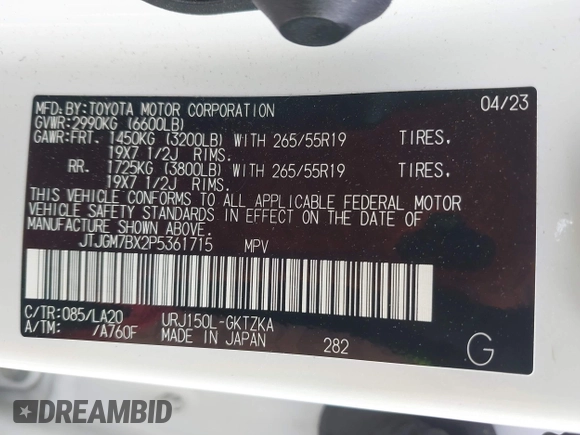 MFD.BY:TOYOTA MOTOR CORPORATION 04/23
GVWR:2990KG (6600LB)
GAWR:FRT. 1450KG (3200LB) WITH 265/55R19 TIRES.
19X7 1/2J RIMS.
RR. 1725KG (3800LB) WITH 265/55R19 TIRES.
19X7 1/2J RIMS.
THIS VEHICLE CONFORMS TO ALL APPLICABLE FEDERAL MOTOR
VEHICLE SAFETY STANDARDS IN EFFECT ON THE DATE OF
MANUFACTURE SHOWN ABOVE.
JTJGM7BX2P5361715 MPV
C/TR:085/LA20 URJ150L-GKTZKA
A/TM: /A760F MADE IN JAPAN 282 G
DREAMBID